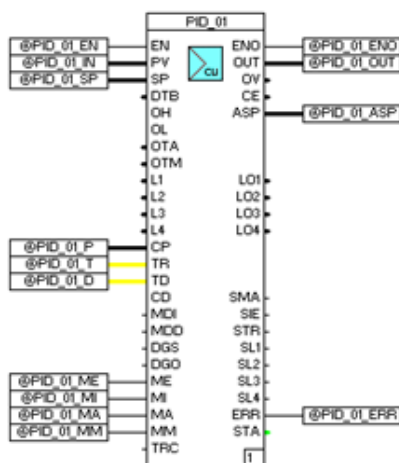 PID_01
@PID_01_EN EN ENO @PID_01_ENO
@PID_01_IN PV OUT @PID_01_OUT
@PID_01_SP SP OV
CU
DTB CE
OH ASP @PID_01_ASP
OL
OTA
OTM
L1 LO1
L2 LO2
L3 LO3
L4 LO4
@PID_01_P CP
@PID_01_T TR
@PID_01_D TD
CD SMA
MDI SIE
MDD STR
DGS SL1
DGO SL2
@PID_01_ME ME SL3
@PID_01_MI MI SL4
@PID_01_MA MA ERR @PID_01_ERR
@PID_01_MM MM STA
TRC 1